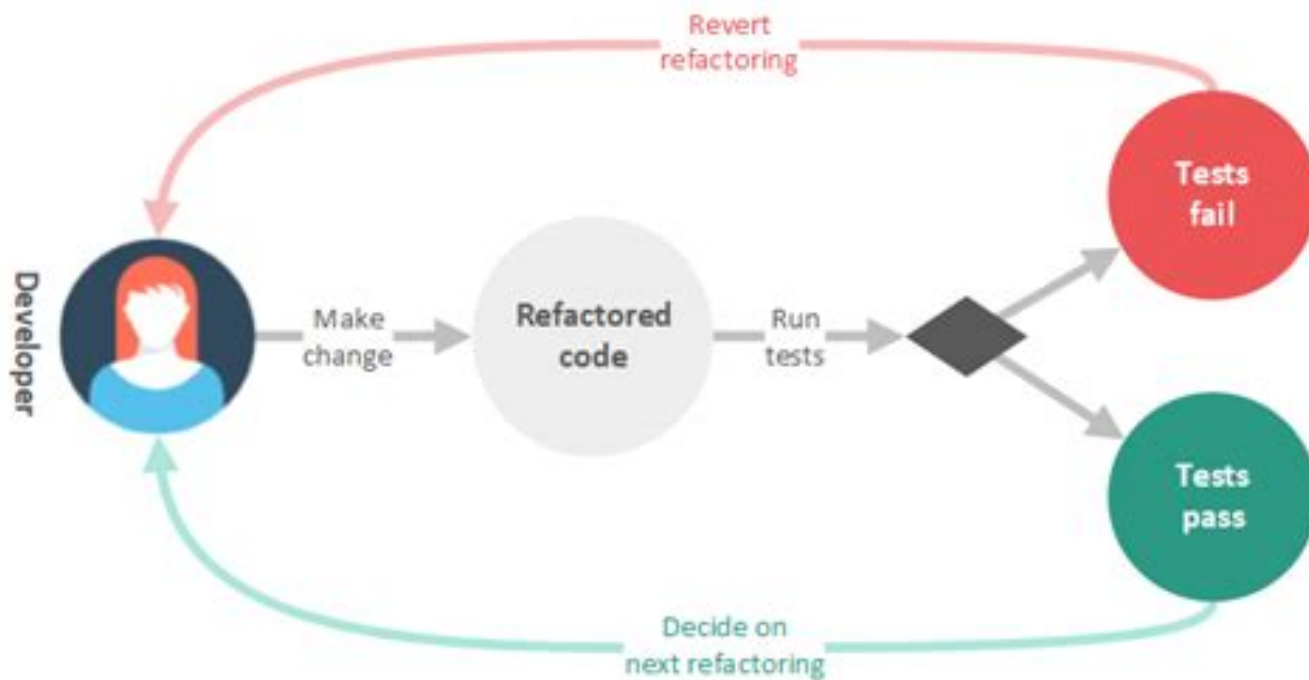 Revert
refactoring
Tests
fail
Developer
Make
change
Refactored
code
Run
tests
Tests
pass
Decide on
next refactoring